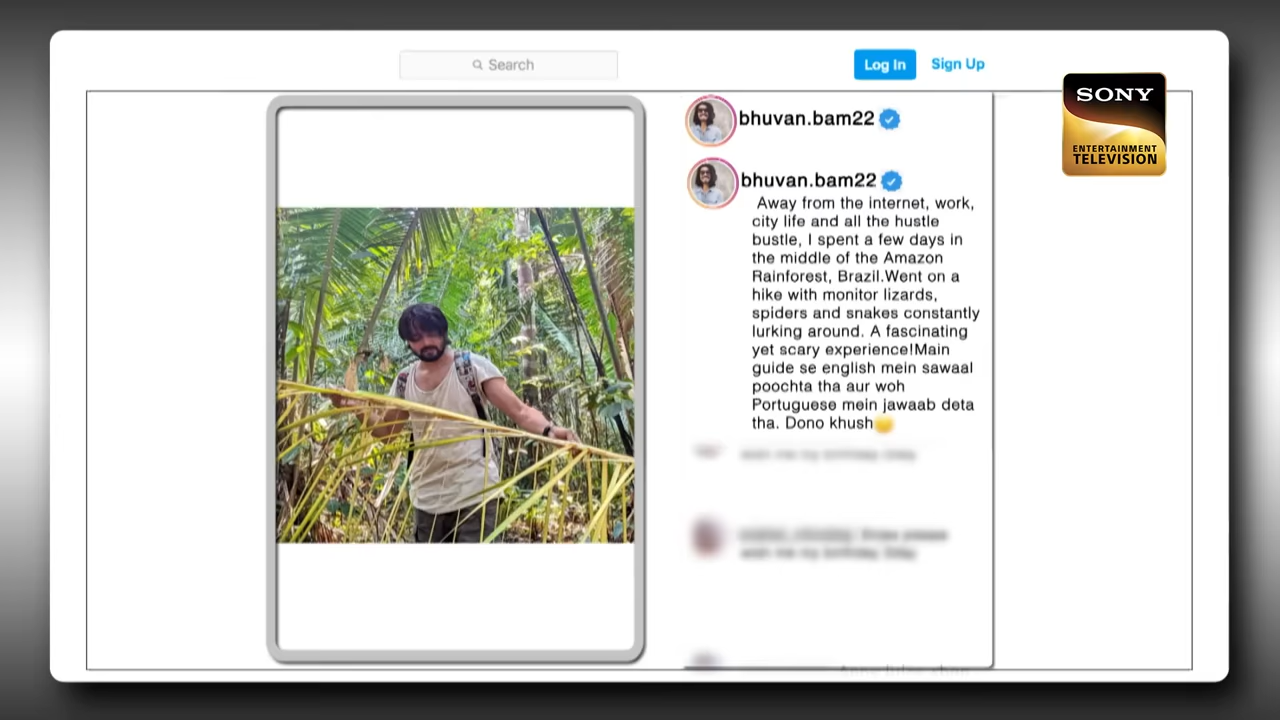 Search
Log In
Sign Up
SONY
ENTERTAINMENT
TELEVISION
bhuvan.bam22
bhuvan.bam22
Away from the internet, work,
city life and all the hustle
bustle, I spent a few days in
the middle of the Amazon
Rainforest, Brazil.Went on a
hike with monitor lizards,
spiders and snakes constantly
lurking around. A fascinating
yet scary experience!Main
guide se english mein sawaal
poochta tha aur woh
Portuguese mein jawaab deta
tha. Dono khush